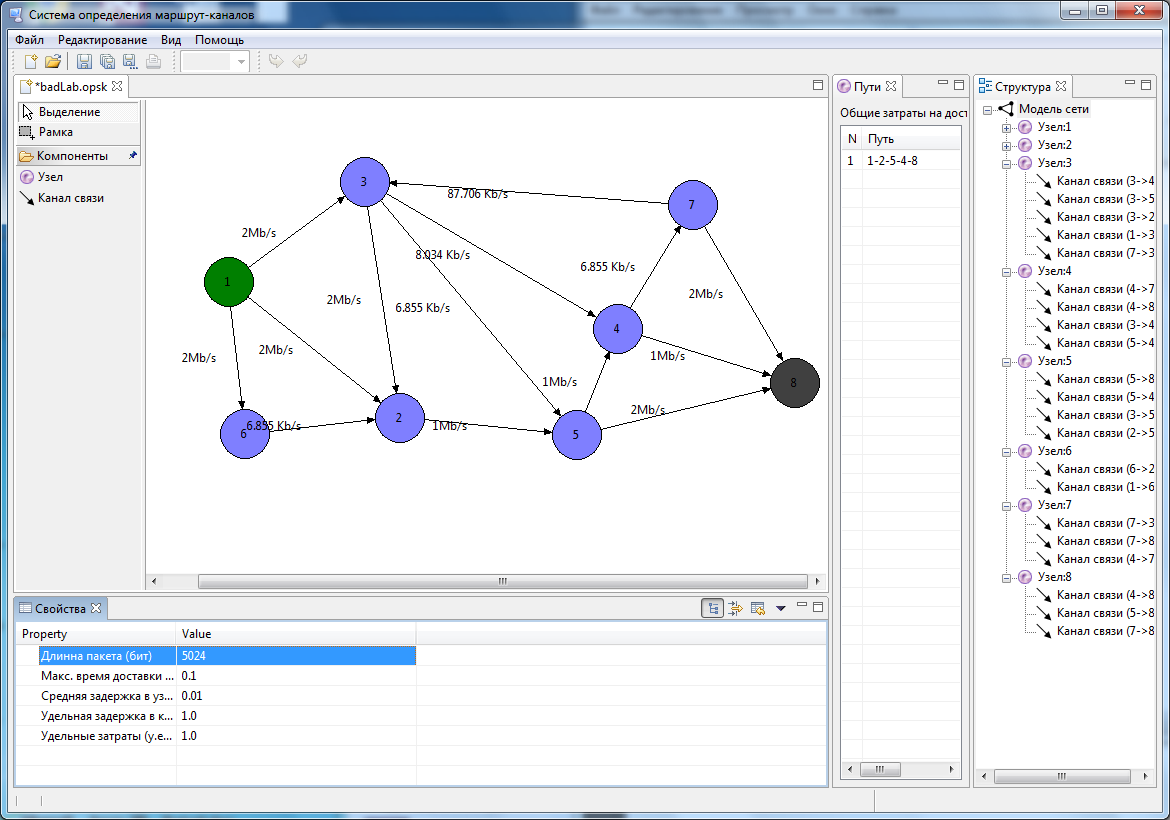 Система определения маршрут-каналов
Файл Редактирование Вид Помощь
*badLab.opsk
Выделение
Рамка
Компоненты
Узел
Канал связи
3
87.706 Kb/s
7
2Mb/s
8.034 Kb/s
6.855 Kb/s
1
2Mb/s
2Mb/s
6.855 Kb/s
4
2Mb/s
2Mb/s
1Mb/s
1Mb/s
8
2Mb/s
6
6.855 Kb/s
2
1Mb/s
5
Пути
Общие затраты на дост
N Путь
1 1-2-5-4-8
Структура
Модель сети
Узел:1
Узел:2
Узел:3
Канал связи (3->4
Канал связи (3->5
Канал связи (3->2
Канал связи (1->3
Канал связи (7->3
Узел:4
Канал связи (4->7
Канал связи (4->8
Канал связи (3->4
Канал связи (5->4
Узел:5
Канал связи (5->8
Канал связи (5->4
Канал связи (3->5
Канал связи (2->5
Узел:6
Канал связи (6->2
Канал связи (1->6
Узел:7
Канал связи (7->3
Канал связи (7->8
Канал связи (4->7
Узел:8
Канал связи (4->8
Канал связи (5->8
Канал связи (7->8
Свойства
Property Value
Длинна пакета (бит) 5024
Макс. время доставки ... 0.1
Средняя задержка в уз... 0.01
Удельная задержка в к... 1.0
Удельные затраты (у.е... 1.0